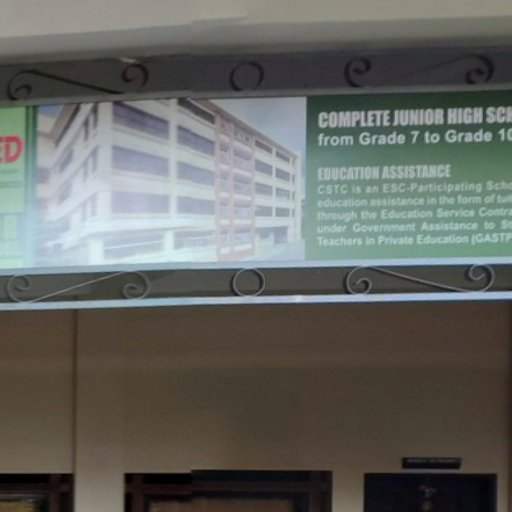 ED
COMPLETE JUNIOR HIGH SCH
from Grade 7 to Grade 10
EDUCATION ASSISTANCE
CSTC is an ESC-Participating Scho
education assistance in the form of tuit
through the Education Service Contra
under Government Assistance to St
Teachers in Private Education (GASTP